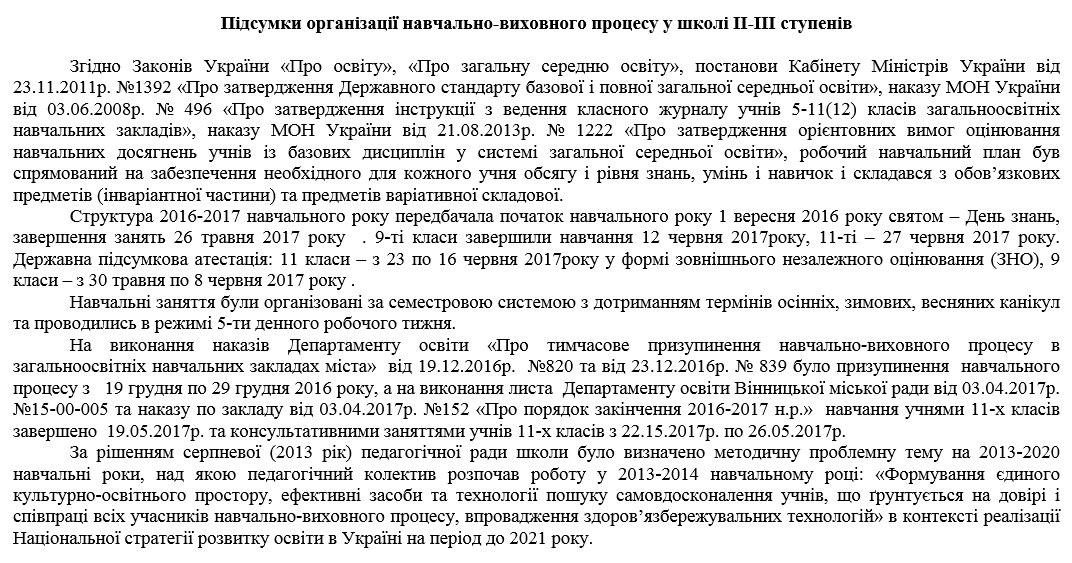 Підсумки організації навчально-виховного процесу у школі ІІ-ІІІ ступенів
Згідно Законів України «Про освіту», «Про загальну середню освіту», постанови Кабінету Міністрів України від
23.11.2011р. №1392 «Про затвердження Державного стандарту базової і повної загальної середньої освіти», наказу МОН України
від 03.06.2008р. № 496 «Про затвердження інструкції з ведення класного журналу учнів 5-11(12) класів загальноосвітніх
навчальних закладів», наказу МОН України від 21.08.2013р. № 1222 «Про затвердження орієнтовних вимог оцінювання
навчальних досягнень учнів із базових дисциплін у системі загальної середньої освіти», робочий навчальний план був
спрямований на забезпечення необхідного для кожного учня обсягу і рівня знань, умінь і навичок і складався з обов’язкових
предметів (інваріантної частини) та предметів варіативної складової.
Структура 2016-2017 навчального року передбачала початок навчального року 1 вересня 2016 року святом – День знань,
завершення занять 26 травня 2017 року . 9-ті класи завершили навчання 12 червня 2017року, 11-ті – 27 червня 2017 року.
Державна підсумкова атестація: 11 класи – з 23 по 16 червня 2017року у формі зовнішнього незалежного оцінювання (ЗНО), 9
класи – з 30 травня по 8 червня 2017 року .
Навчальні заняття були організовані за семестровою системою з дотриманням термінів осінніх, зимових, весняних канікул
та проводились в режимі 5-ти денного робочого тижня.
На виконання наказів Департаменту освіти «Про тимчасове призупинення навчально-виховного процесу в
загальноосвітніх навчальних закладах міста» від 19.12.2016р. №820 та від 23.12.2016р. № 839 було призупинення навчального
процесу з 19 грудня по 29 грудня 2016 року, а на виконання листа Департаменту освіти Вінницької міської ради від 03.04.2017р.
№15-00-005 та наказу по закладу від 03.04.2017р. №152 «Про порядок закінчення 2016-2017 н.р.» навчання учнями 11-х класів
завершено 19.05.2017р. та консультативними заняттями учнів 11-х класів з 22.15.2017р. по 26.05.2017р.
За рішенням серпневої (2013 рік) педагогічної ради школи було визначено методичну проблемну тему на 2013-2020
навчальні роки, над якою педагогічний колектив розпочав роботу у 2013-2014 навчальному році: «Формування єдиного
культурно-освітнього простору, ефективні засоби та технології пошуку самовдосконалення учнів, що ґрунтується на довірі і
співпраці всіх учасників навчально-виховного процесу, впровадження здоров’язбережувальних технологій» в контексті реалізації
Національної стратегії розвитку освіти в Україні на період до 2021 року.